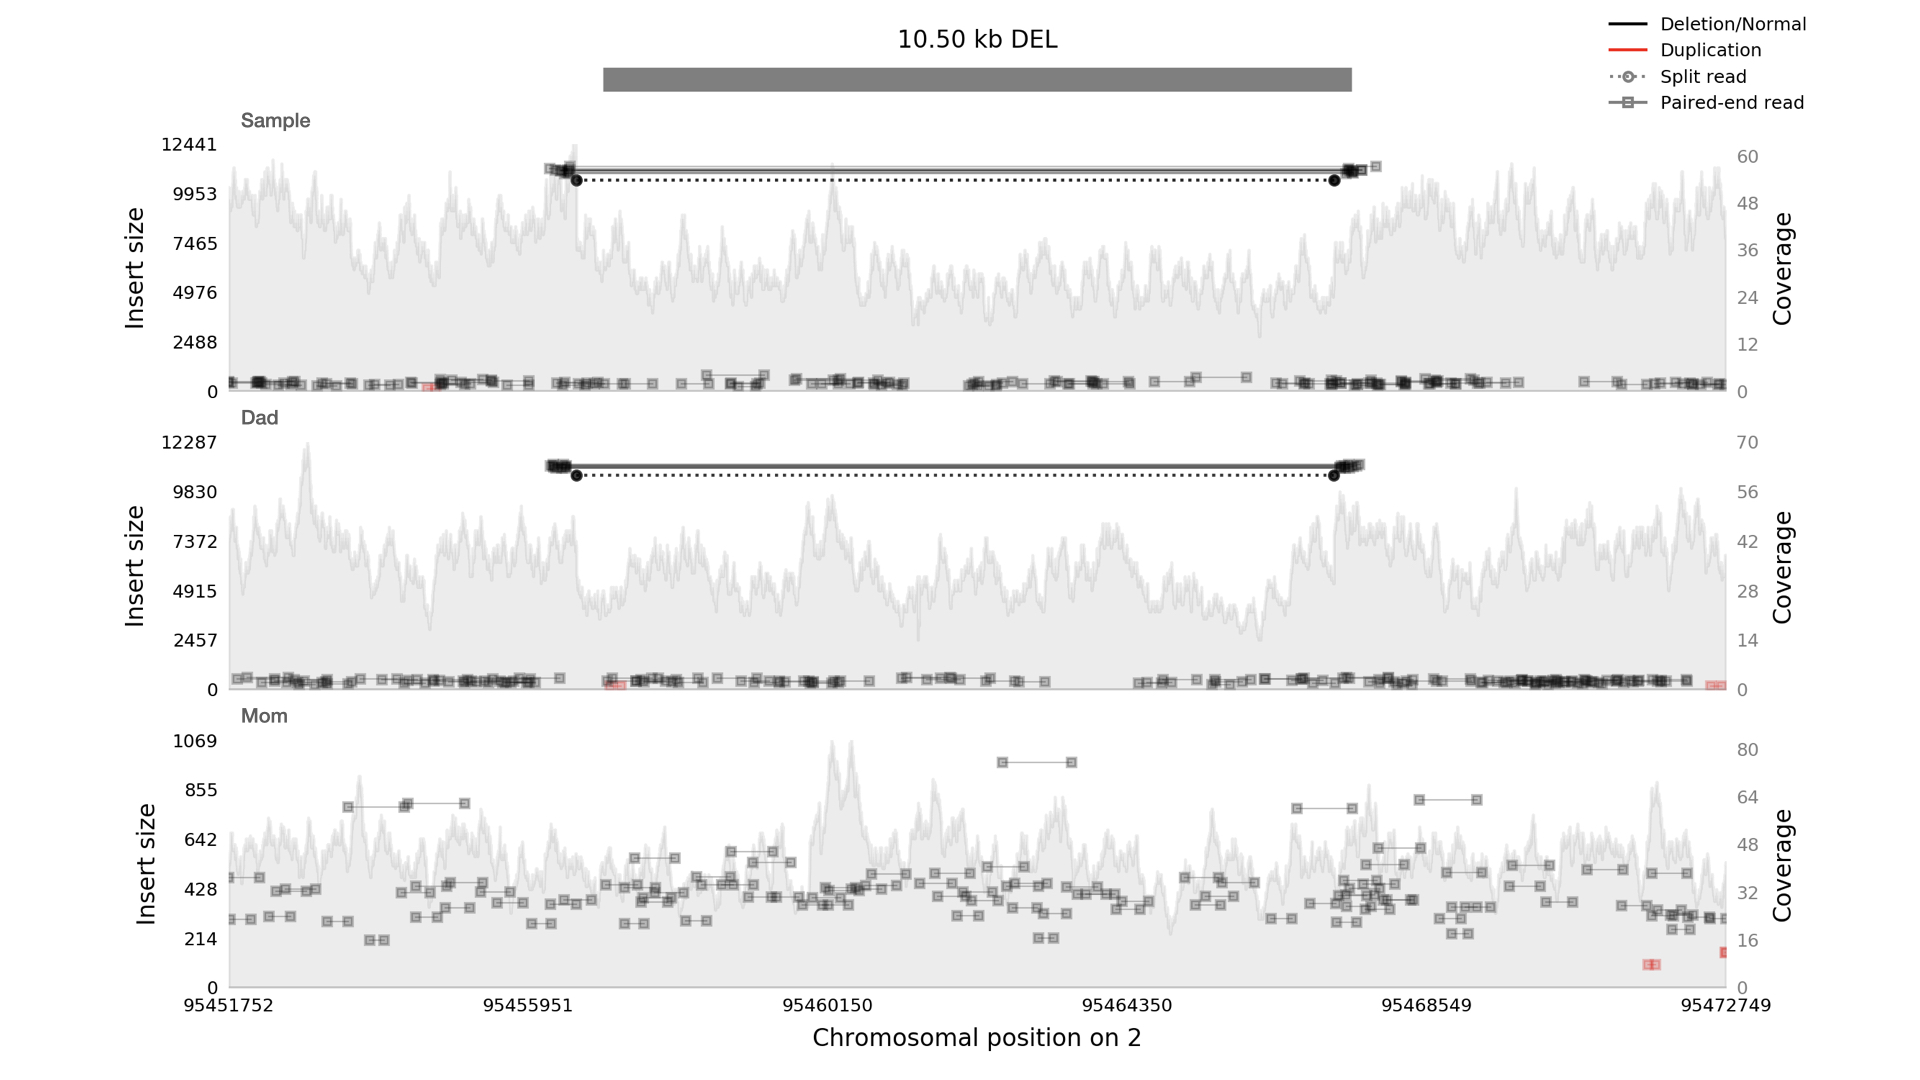 10.50 kb DEL
Deletion/Normal
Duplication
Split read
Paired-end read
Sample
12441
9953
7465
4976
2488
0
Insert size
60
48
36
24
12
0
Coverage
Dad
12287
9830
7372
4915
2457
0
Insert size
70
56
42
28
14
0
Coverage
Mom
1069
855
642
428
214
0
Insert size
80
64
48
32
16
0
Coverage
95451752 95455951 95460150 95464350 95468549 95472749
Chromosomal position on 2